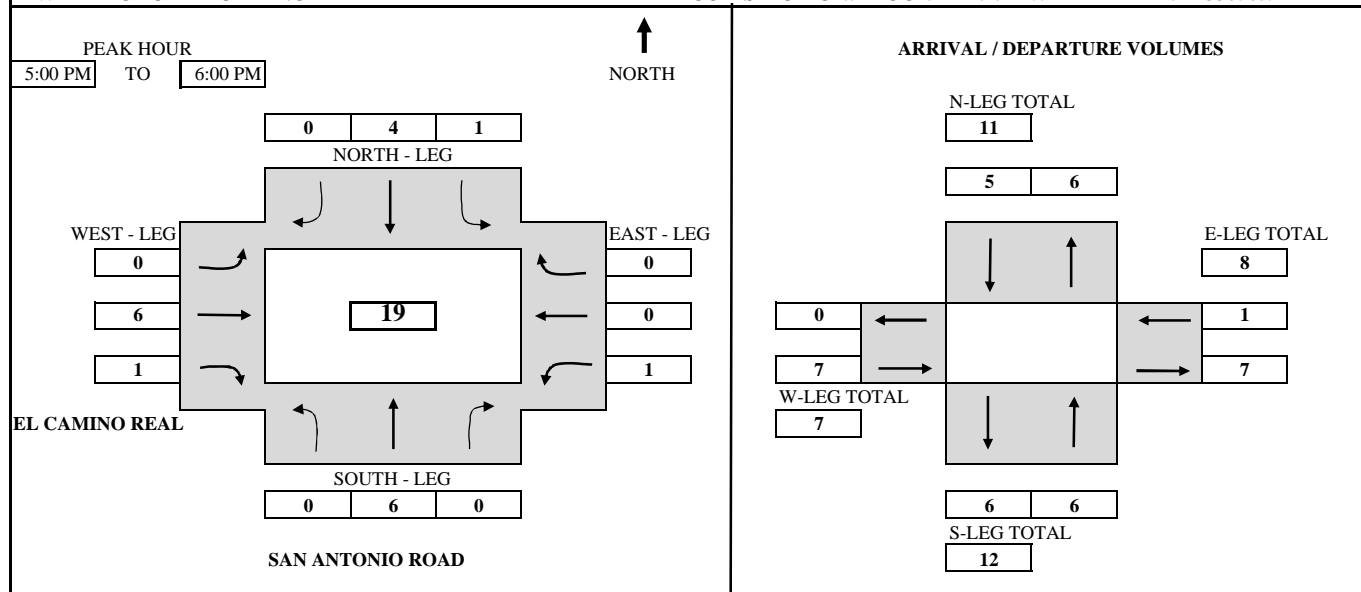 PEAK HOUR
5:00 PM TO 6:00 PM
NORTH
0 4 1
NORTH - LEG
WEST - LEG
EAST - LEG
0
0
6
19
0
1
1
EL CAMINO REAL
SOUTH - LEG
0 6 0
SAN ANTONIO ROAD
ARRIVAL / DEPARTURE VOLUMES
N-LEG TOTAL
11
5 6
E-LEG TOTAL
8
0
1
7
7
W-LEG TOTAL
7
6 6
S-LEG TOTAL
12